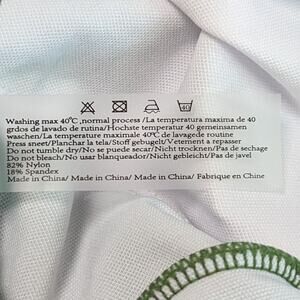 40
Washing max 40°C ,normal process /La temperatura maxima de 40
grdos de lavado de rutina/Hochste temperatur 40 gemeinsamen
waschen/La temperature maximale 40°C de lavagede routine
Press sneet/Planchar la tela/Stoff gebugelt/Vetement a repasser
Do not tumble dry/No se puede secar/Nicht trocknen/Pas de sechage
Do not bleach/No usar blanqueador/Nicht gebleicht/Pas de javel
82% Nylon
18% Spandex
Made in China/ Made in China/ Made in China/ Fabrique en Chine